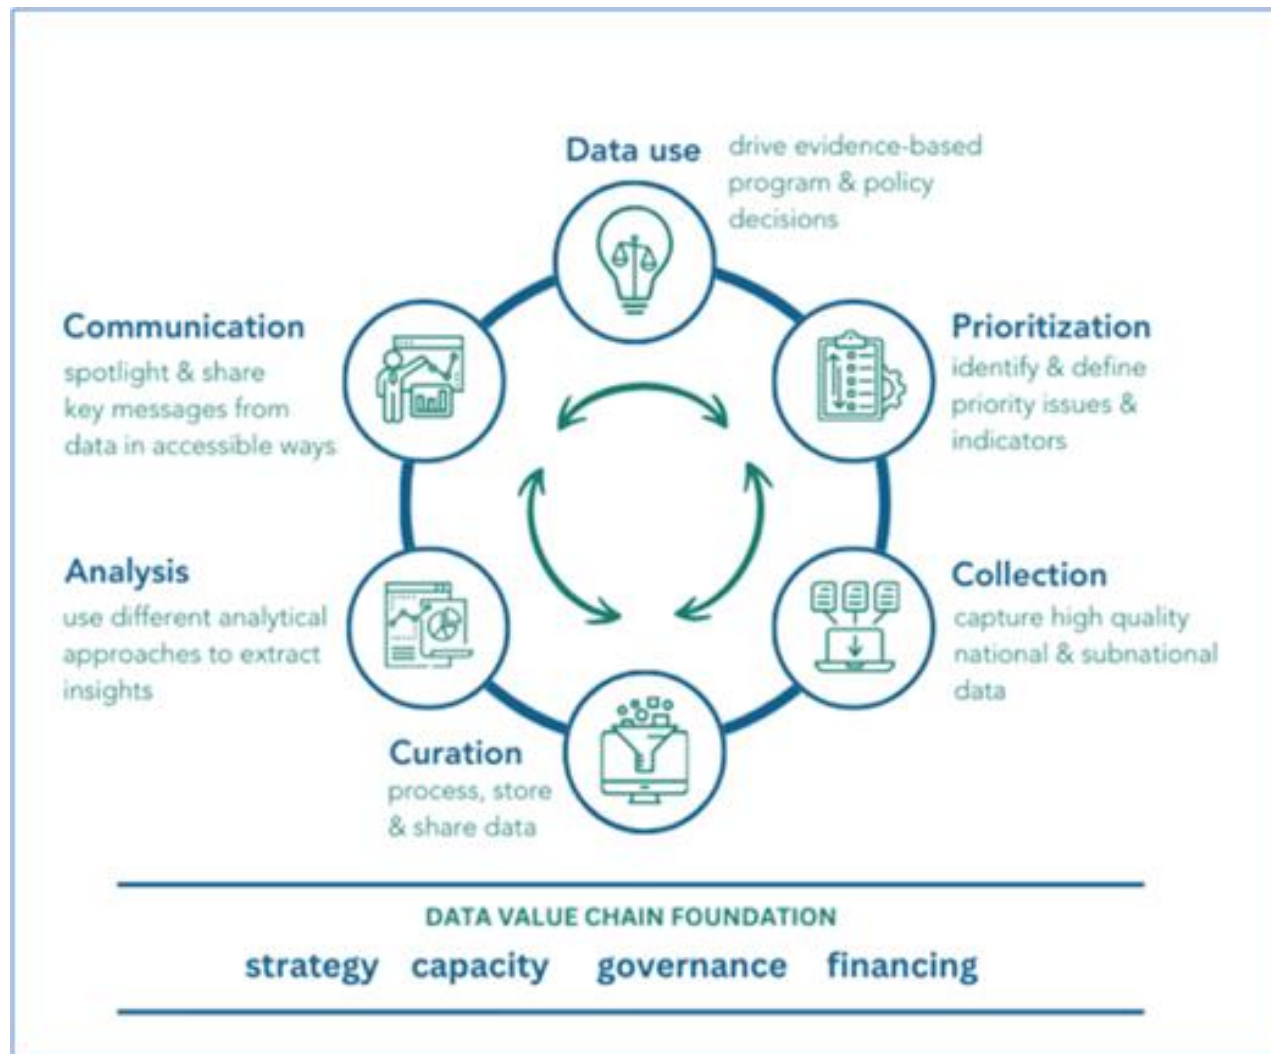 Data use
drive evidence-based
program & policy
decisions
Prioritization
identify & define
priority issues &
indicators
Collection
capture high quality
national & subnational
data
Curation
process, store
& share data
Analysis
use different analytical
approaches to extract
insights
Communication
spotlight & share
key messages from
data in accessible ways
DATA VALUE CHAIN FOUNDATION
strategy capacity governance financing